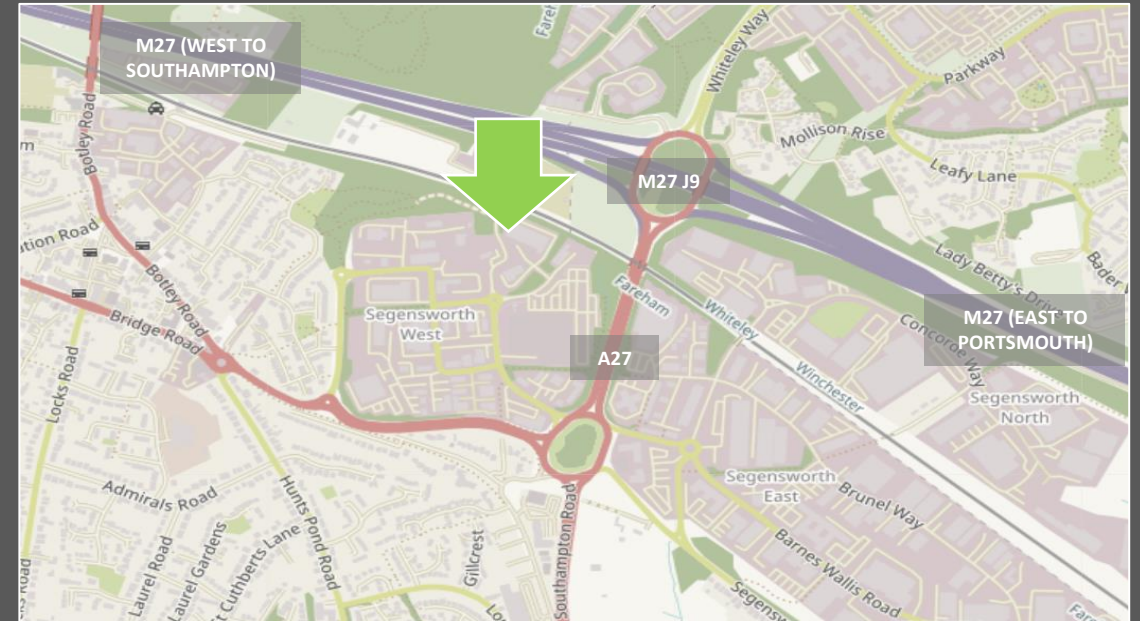 M27 (WEST TO
SOUTHAMPTON)
Whiteley Way
Parkway
Botley Road
Mollison Rise
Leafy Lane
M27 J9
Botley Road
Lady Betty's Drive
Bader
Fareham
Whiteley
M27 (EAST TO
PORTSMOUTH)
Bridge Road
Segensworth
West
Concorde Way
A27
Locks Road
Winchester
Segensworth
North
Admirals Road
Hunts Pond Road
Segensworth
East
Brunel Way
Laurel Road
Laurel Gardens
Cuthberts Lane
Gillcrest
Southampton Road
Barnes Wallis Road